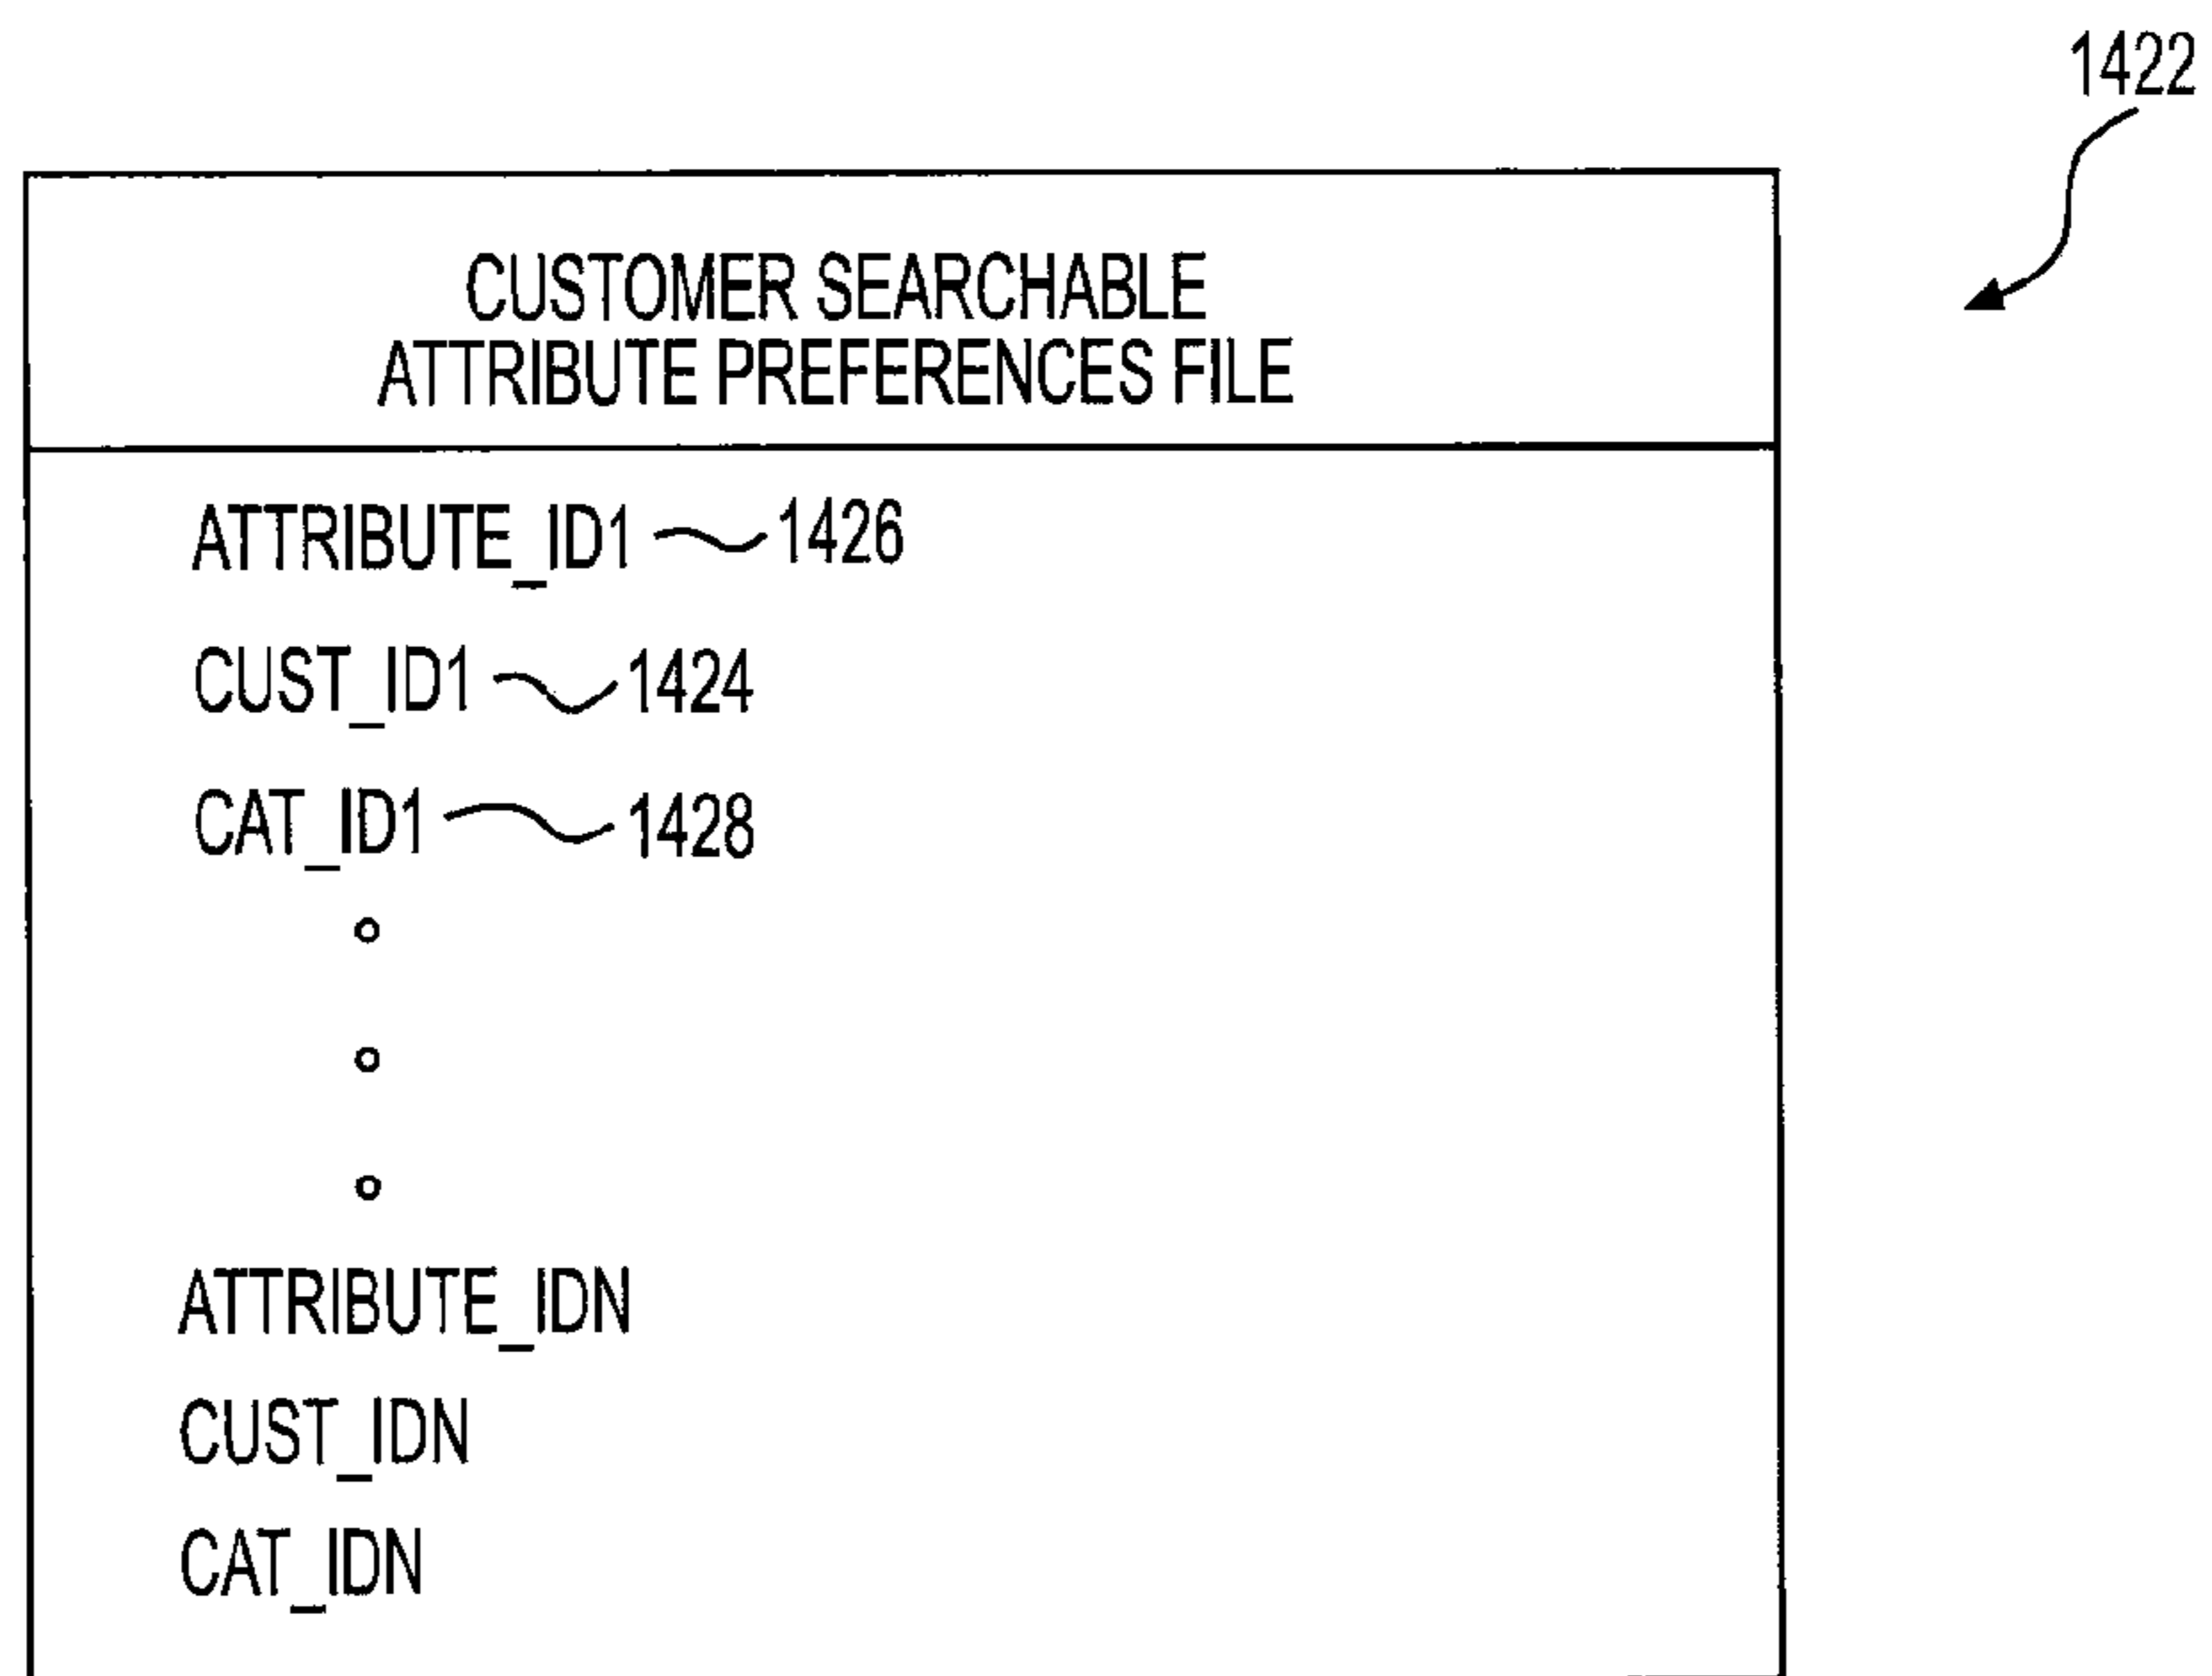 1422
CUSTOMER SEARCHABLE
ATTRIBUTE PREFERENCES FILE
ATTRIBUTE_ID1 1426
CUST_ID1 1424
CAT_ID1 1428
ATTRIBUTE_IDN
CUST_IDN
CAT_IDN